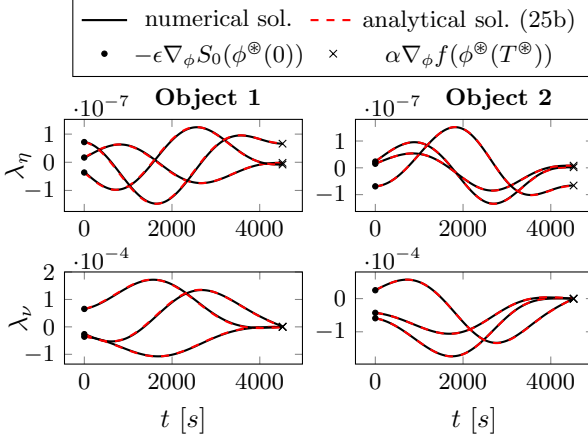 numerical sol. analytical sol. (25b)
−ϵ∇ϕS0(ϕ⊛(0)) α∇ϕf(ϕ⊛(T⊛))
Object 1 Object 2
·10−7 ·10−7
λη
1
0
−1
0 2000 4000
1
0
−1
0 2000 4000
·10−4 ·10−4
λν
2
1
0
−1
0 2000 4000
0
−1
0 2000 4000
t [s] t [s]